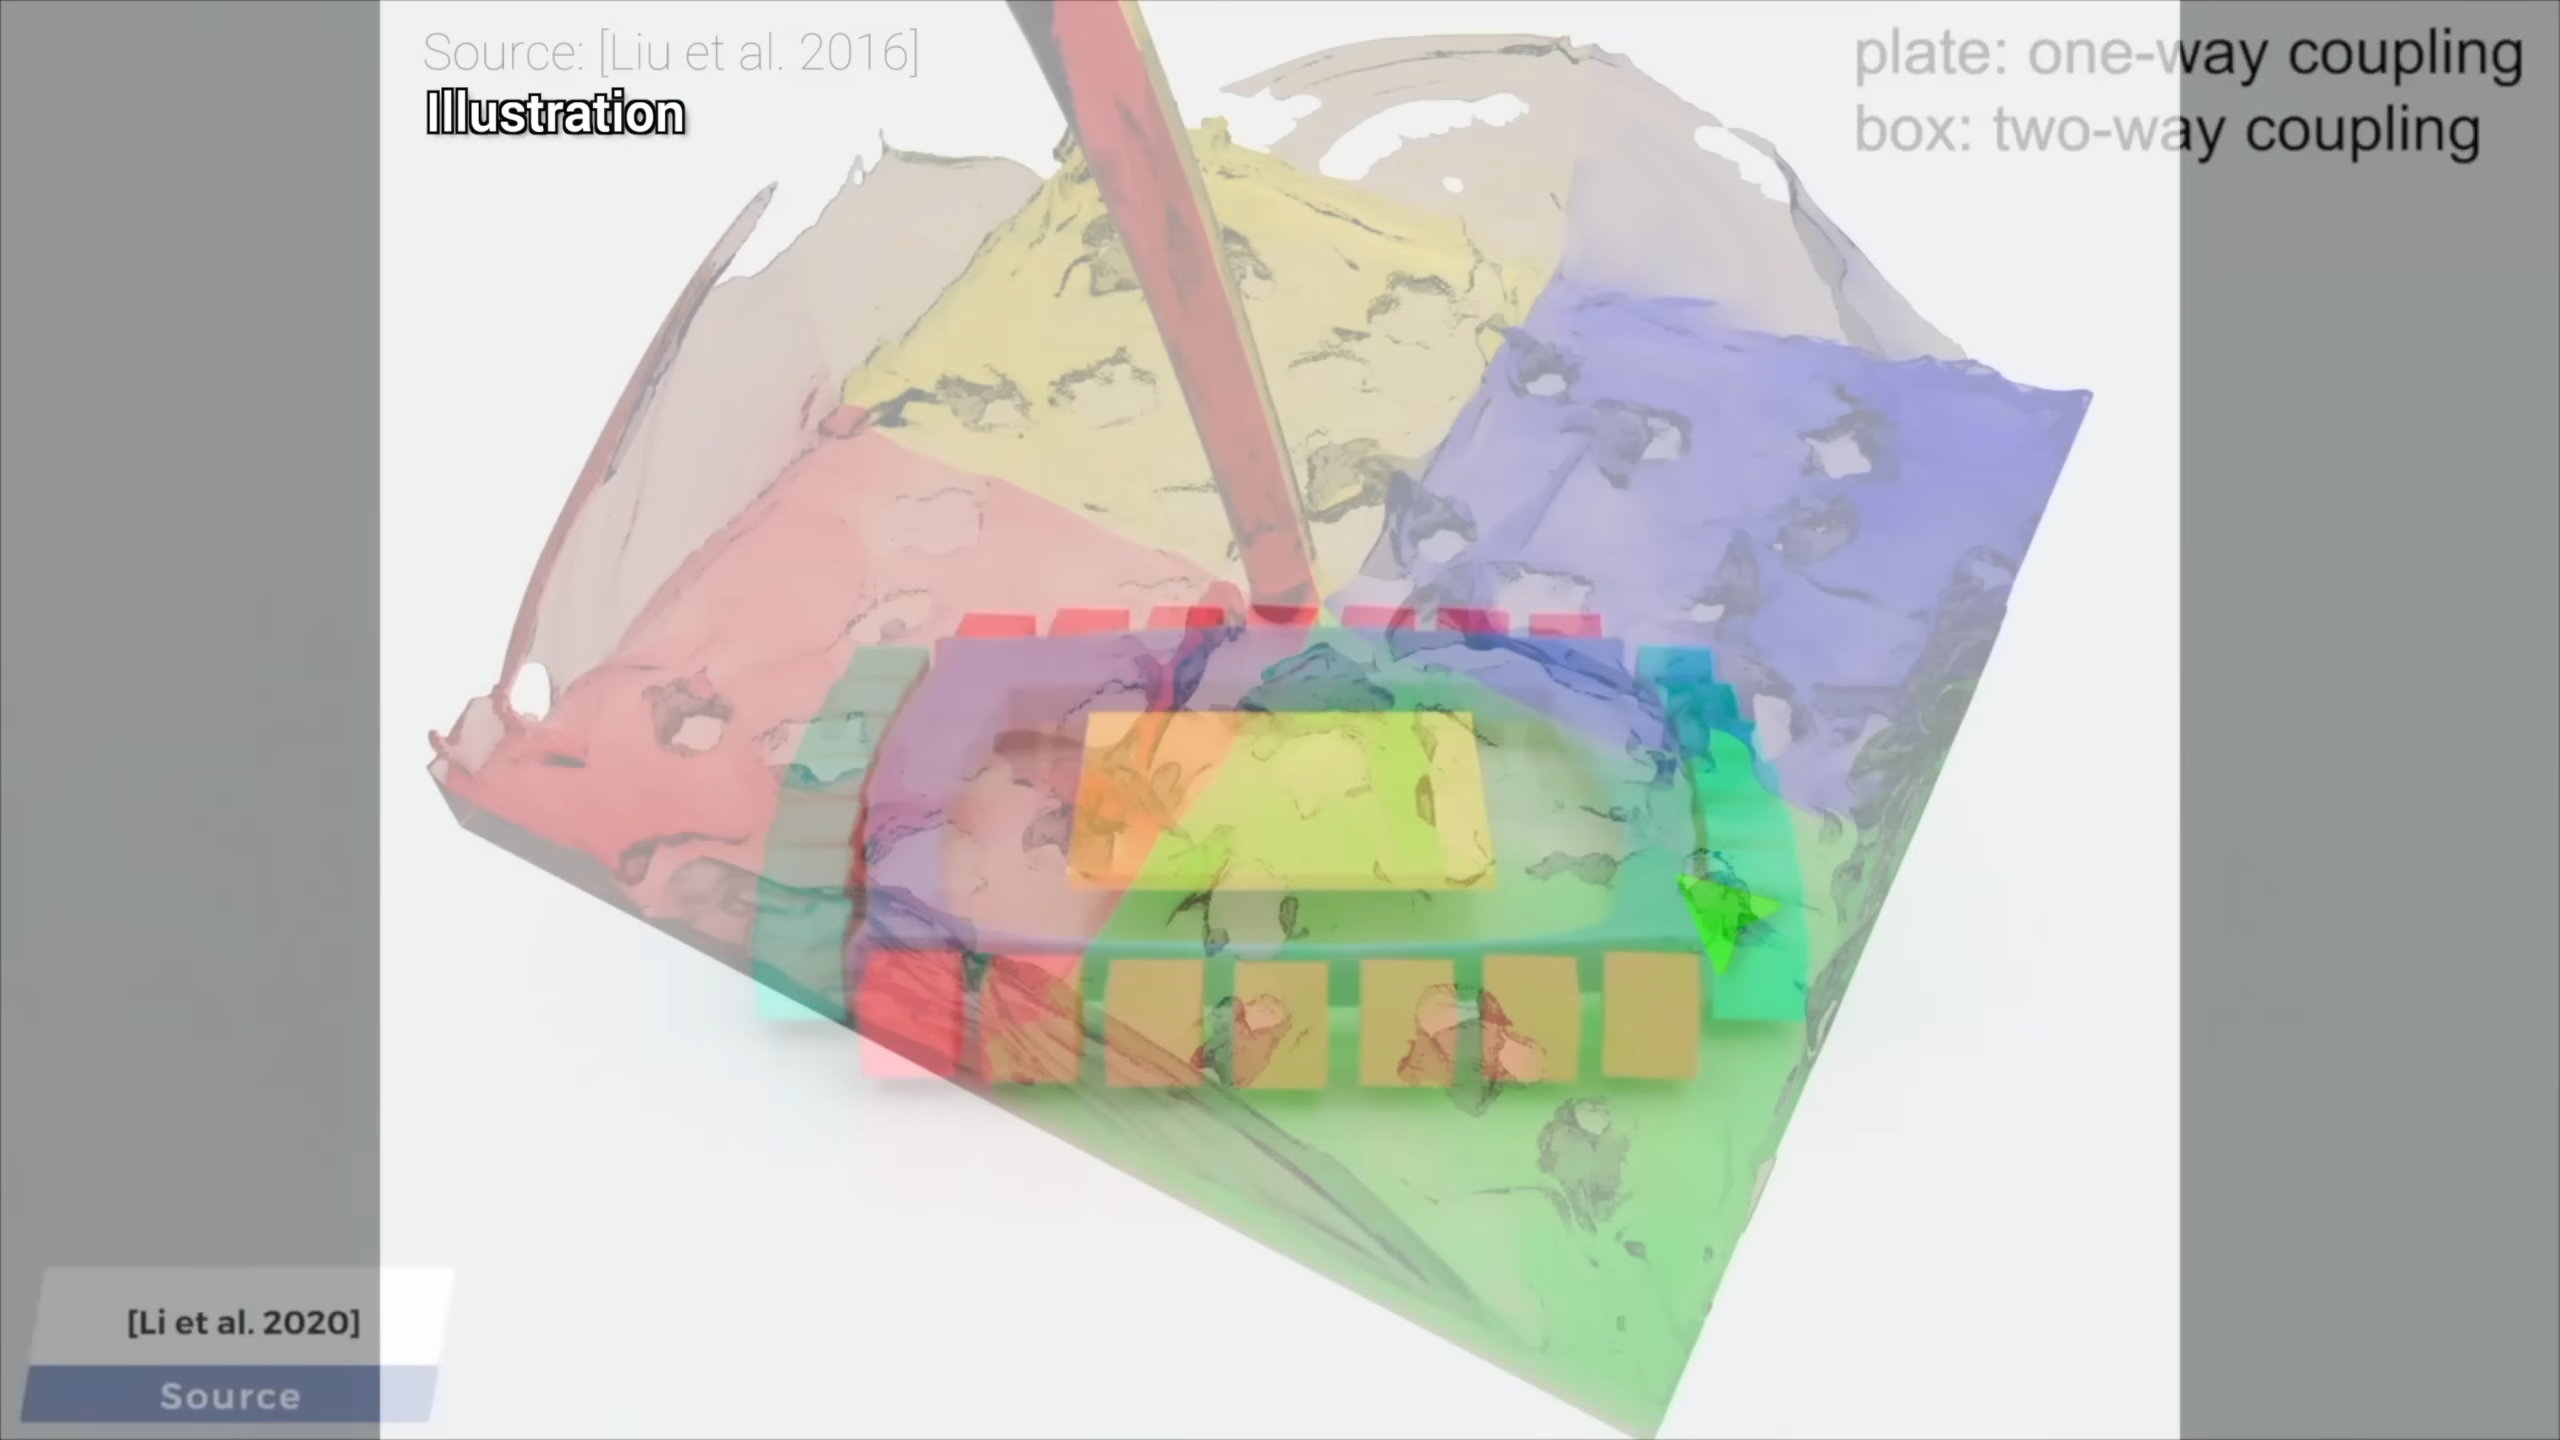 Source: [Liu et al. 2016]
Illustration
plate: one-way coupling
box: two-way coupling
[Li et al. 2020]
Source